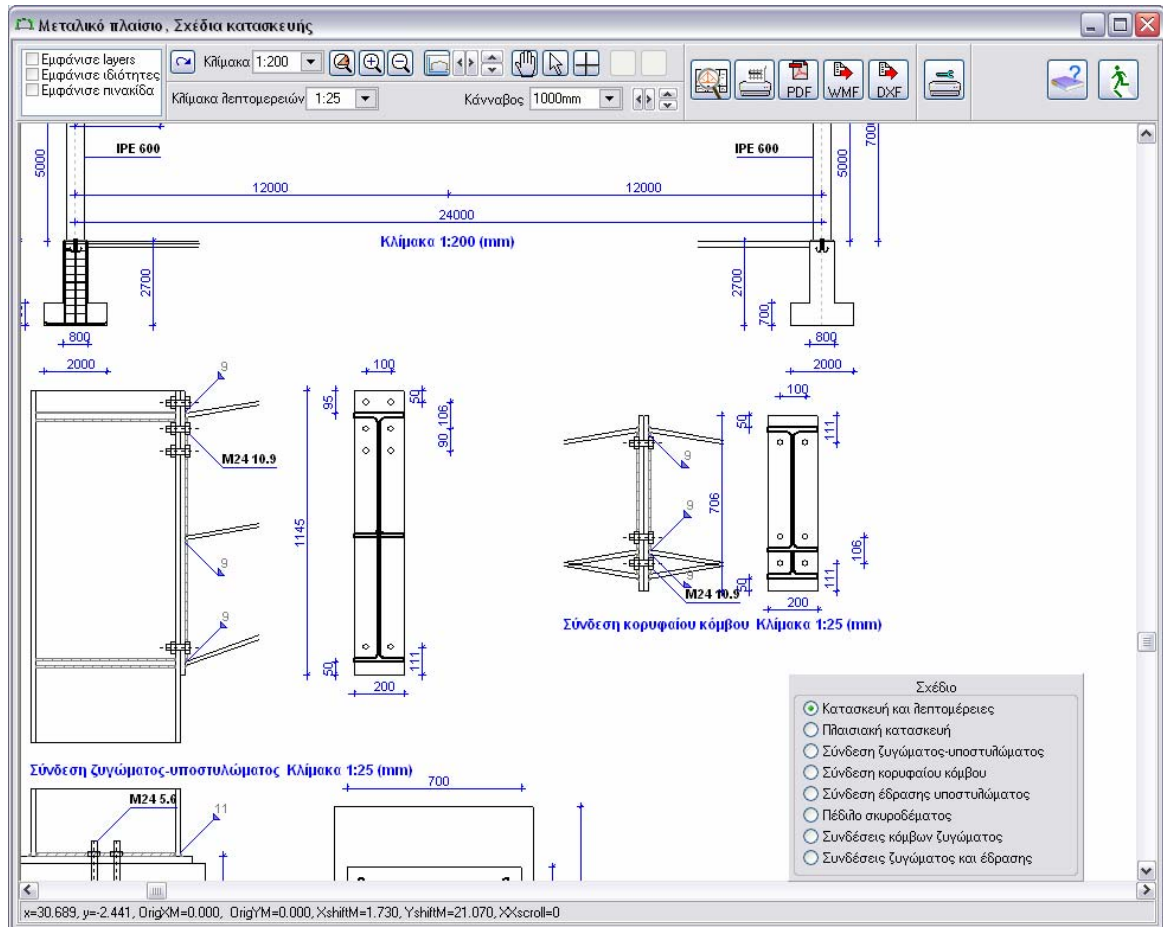 Μεταλικό πλαίσιο, Σχέδια κατασκευής
Εμφάνισε layers
Εμφάνισε ιδιότητες
Εμφάνισε πινακίδα
Κλίμακα 1:200
Κλίμακα λεπτομερειών 1:25
Κάνναβος 1000mm
PDF WMF DXF
5000 IPE 600 IPE 600 5000 700
12000 12000
24000
Κλίμακα 1:200 (mm)
2700 2700 700
800 800
2000 2000
9 100 100
95 50 106 90 50 111
M24 10.9
9
1145 706
9 9
106
9
M24 10.9
50 111
200
Σύνδεση κορυφαίου κόμβου Κλίμακα 1:25 (mm)
9
50 111
200
Σύνδεση ζυγώματος-υποστυλώματος Κλίμακα 1:25 (mm)
700
M24 5.6 11
Σχέδιο
Κατασκευή και λεπτομέρειες
Πλαισιακή κατασκευή
Σύνδεση ζυγώματος-υποστυλώματος
Σύνδεση κορυφαίου κόμβου
Σύνδεση έδρασης υποστυλώματος
Πέδιλο σκυροδέματος
Συνδέσεις κόμβων ζυγώματος
Συνδέσεις ζυγώματος και έδρασης
x=30.689, y=-2.441, OrigXM=0.000, OrigYM=0.000, XshiftM=1.730, YshiftM=21.070, XXscroll=0